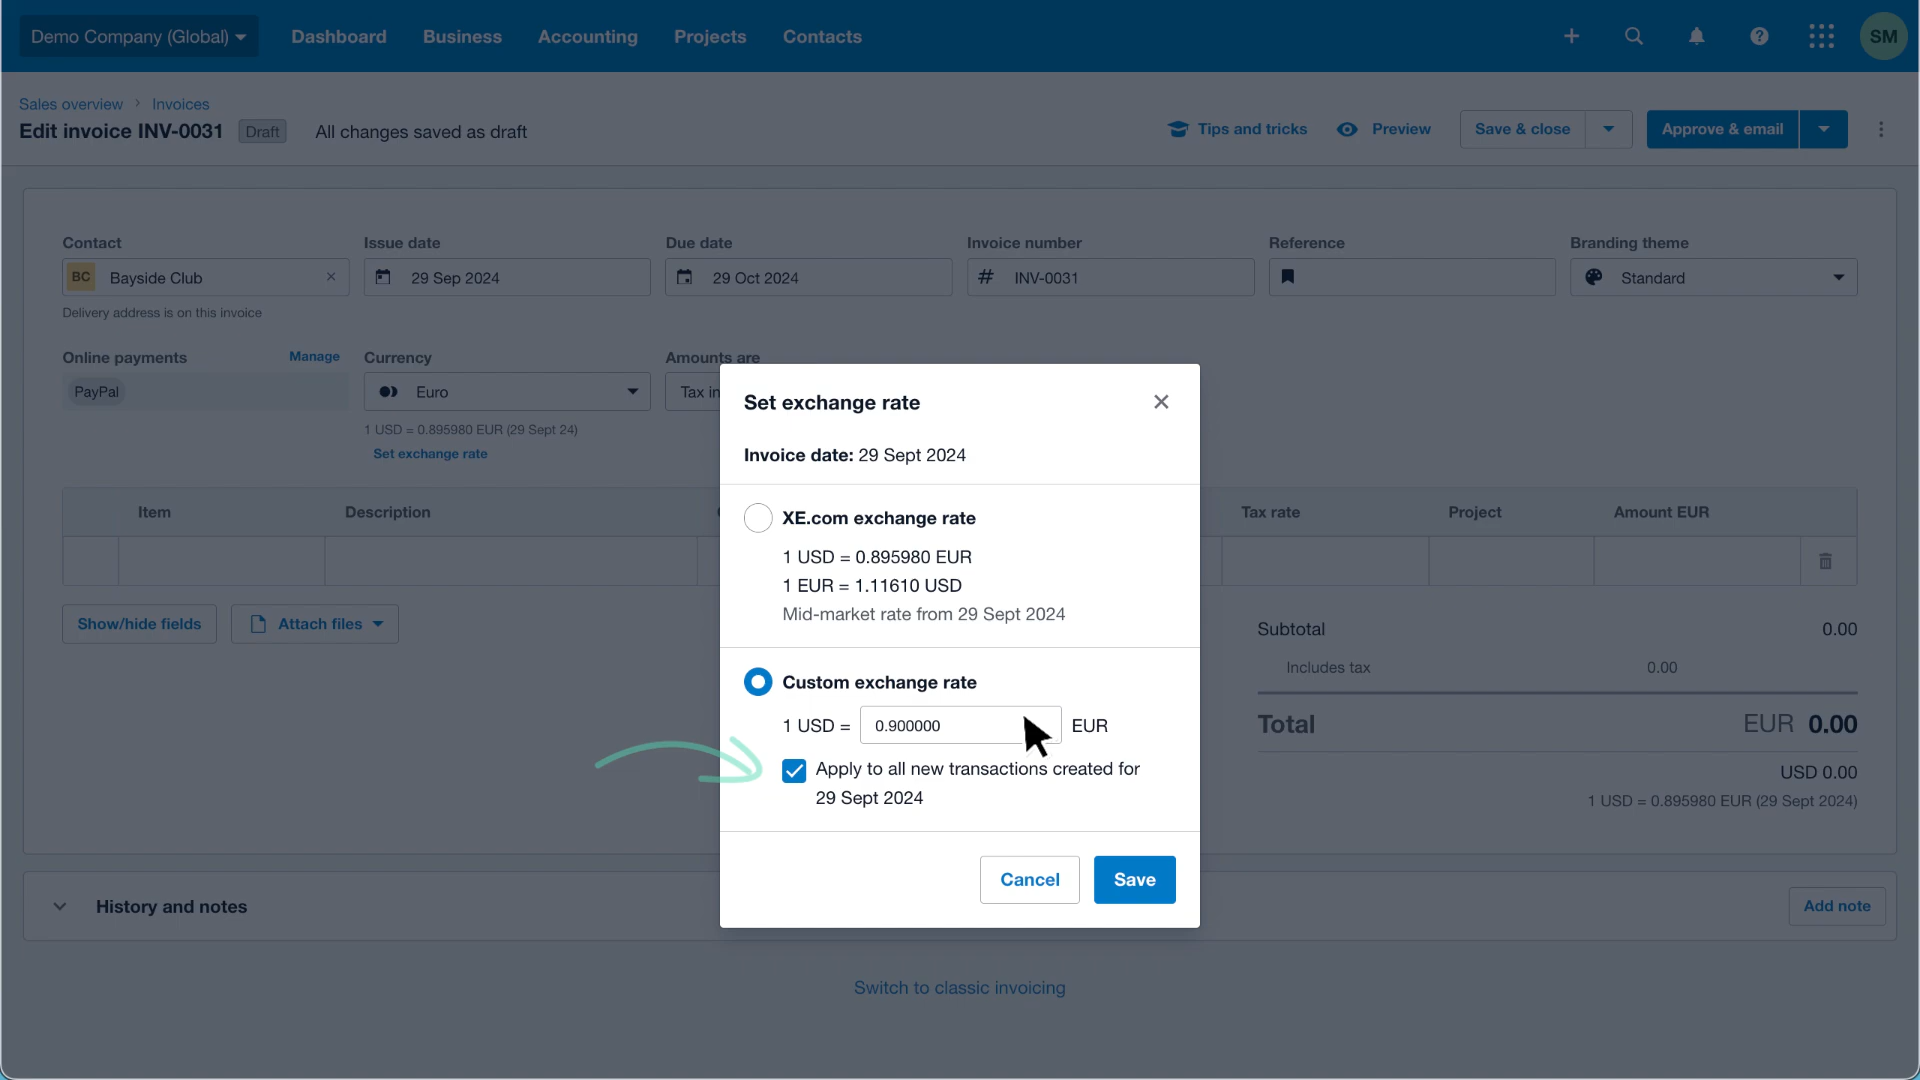 Demo Company (Global)
Dashboard
Business
Accounting
Projects
Contacts
SM
Sales overview
Invoices
Edit invoice INV-0031
Draft
All changes saved as draft
Tips and tricks
Preview
Save & close
Approve & email
Contact
Issue date
Due date
Invoice number
Reference
Branding theme
BC
Bayside Club
29 Sep 2024
29 Oct 2024
# INV-0031
Standard
Delivery address is on this invoice
Online payments
Manage
Currency
Amounts are
PayPal
Euro
Tax in
1 USD = 0.895980 EUR (29 Sept 24)
Set exchange rate
Item
Description
Tax rate
Project
Amount EUR
Show/hide fields
Attach files
Subtotal
0.00
Includes tax
0.00
Total
EUR 0.00
USD 0.00
1 USD = 0.895980 EUR (29 Sept 2024)
Set exchange rate
Invoice date: 29 Sept 2024
XE.com exchange rate
1 USD = 0.895980 EUR
1 EUR = 1.11610 USD
Mid-market rate from 29 Sept 2024
Custom exchange rate
1 USD = 0.900000 EUR
Apply to all new transactions created for
29 Sept 2024
Cancel
Save
History and notes
Add note
Switch to classic invoicing